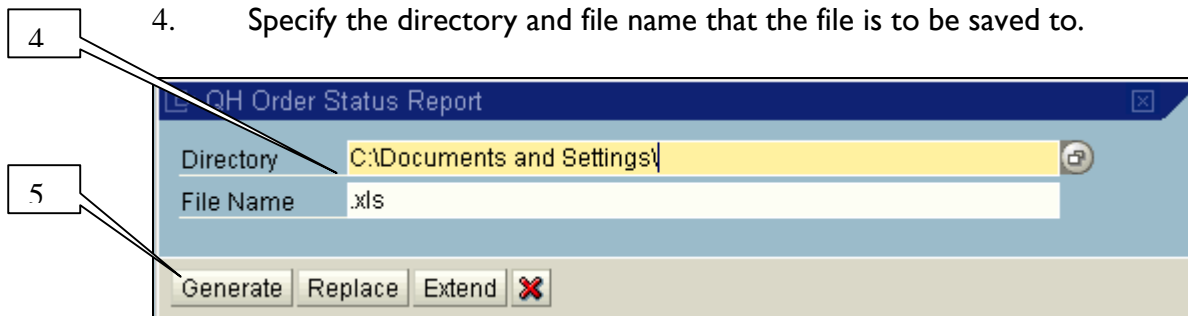 4. Specify the directory and file name that the file is to be saved to.
4
QH Order Status Report
Directory C:\Documents and Settings\
5
File Name .xls
Generate Replace Extend